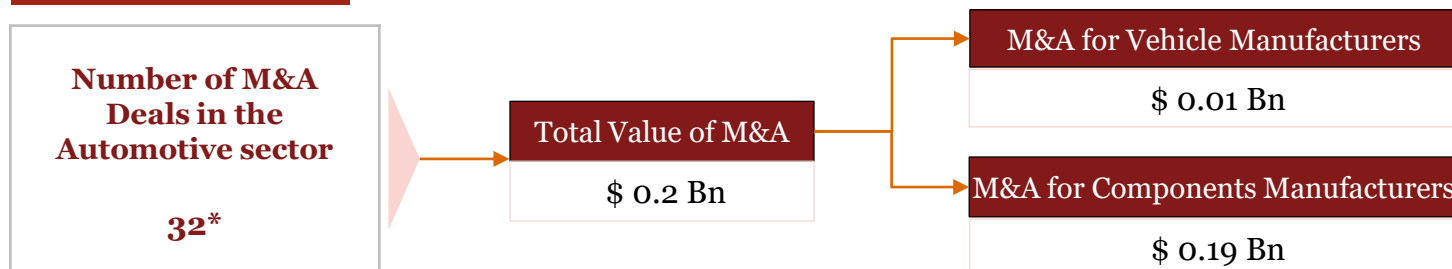 Number of M&A
Deals in the
Automotive sector
32*
Total Value of M&A
$ 0.2 Bn
M&A for Vehicle Manufacturers
$ 0.01 Bn
M&A for Components Manufacturers
$ 0.19 Bn